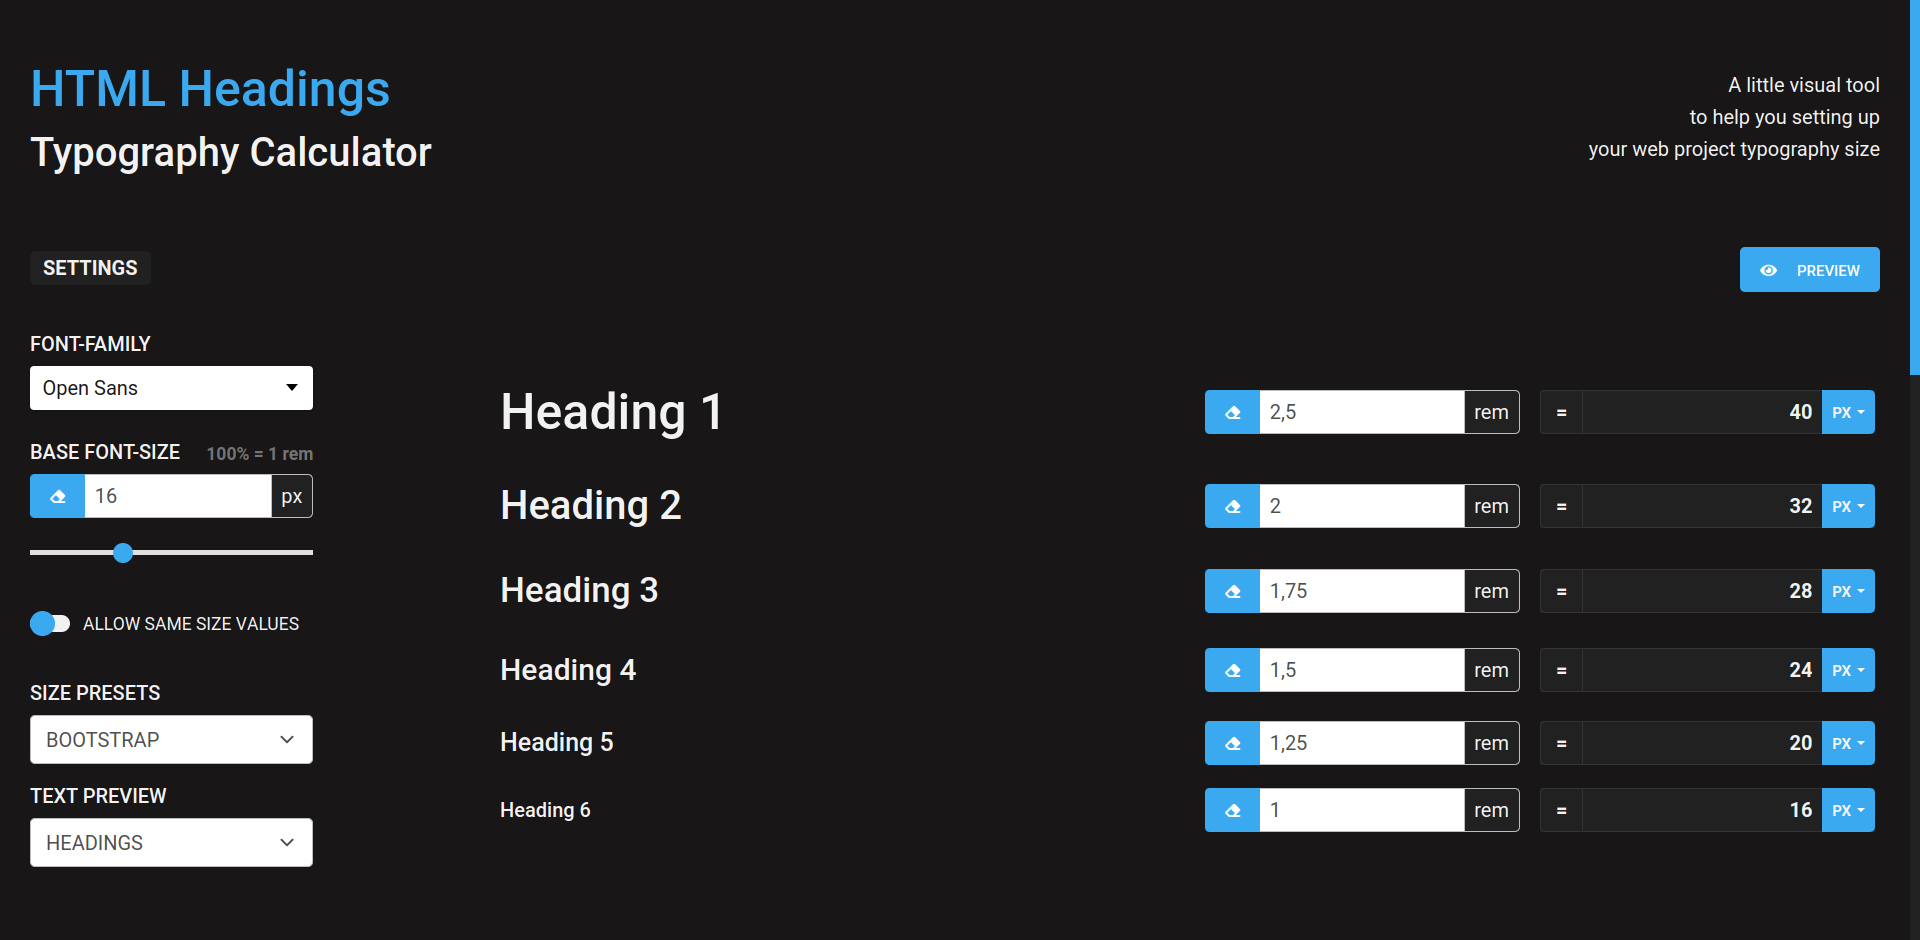 HTML Headings
Typography Calculator
A little visual tool
to help you setting up
your web project typography size
SETTINGS
PREVIEW
FONT-FAMILY
Open Sans
BASE FONT-SIZE 100% = 1 rem
16 px
ALLOW SAME SIZE VALUES
SIZE PRESETS
BOOTSTRAP
TEXT PREVIEW
HEADINGS
Heading 1 2,5 rem = 40 PX
Heading 2 2 rem = 32 PX
Heading 3 1,75 rem = 28 PX
Heading 4 1,5 rem = 24 PX
Heading 5 1,25 rem = 20 PX
Heading 6 1 rem = 16 PX